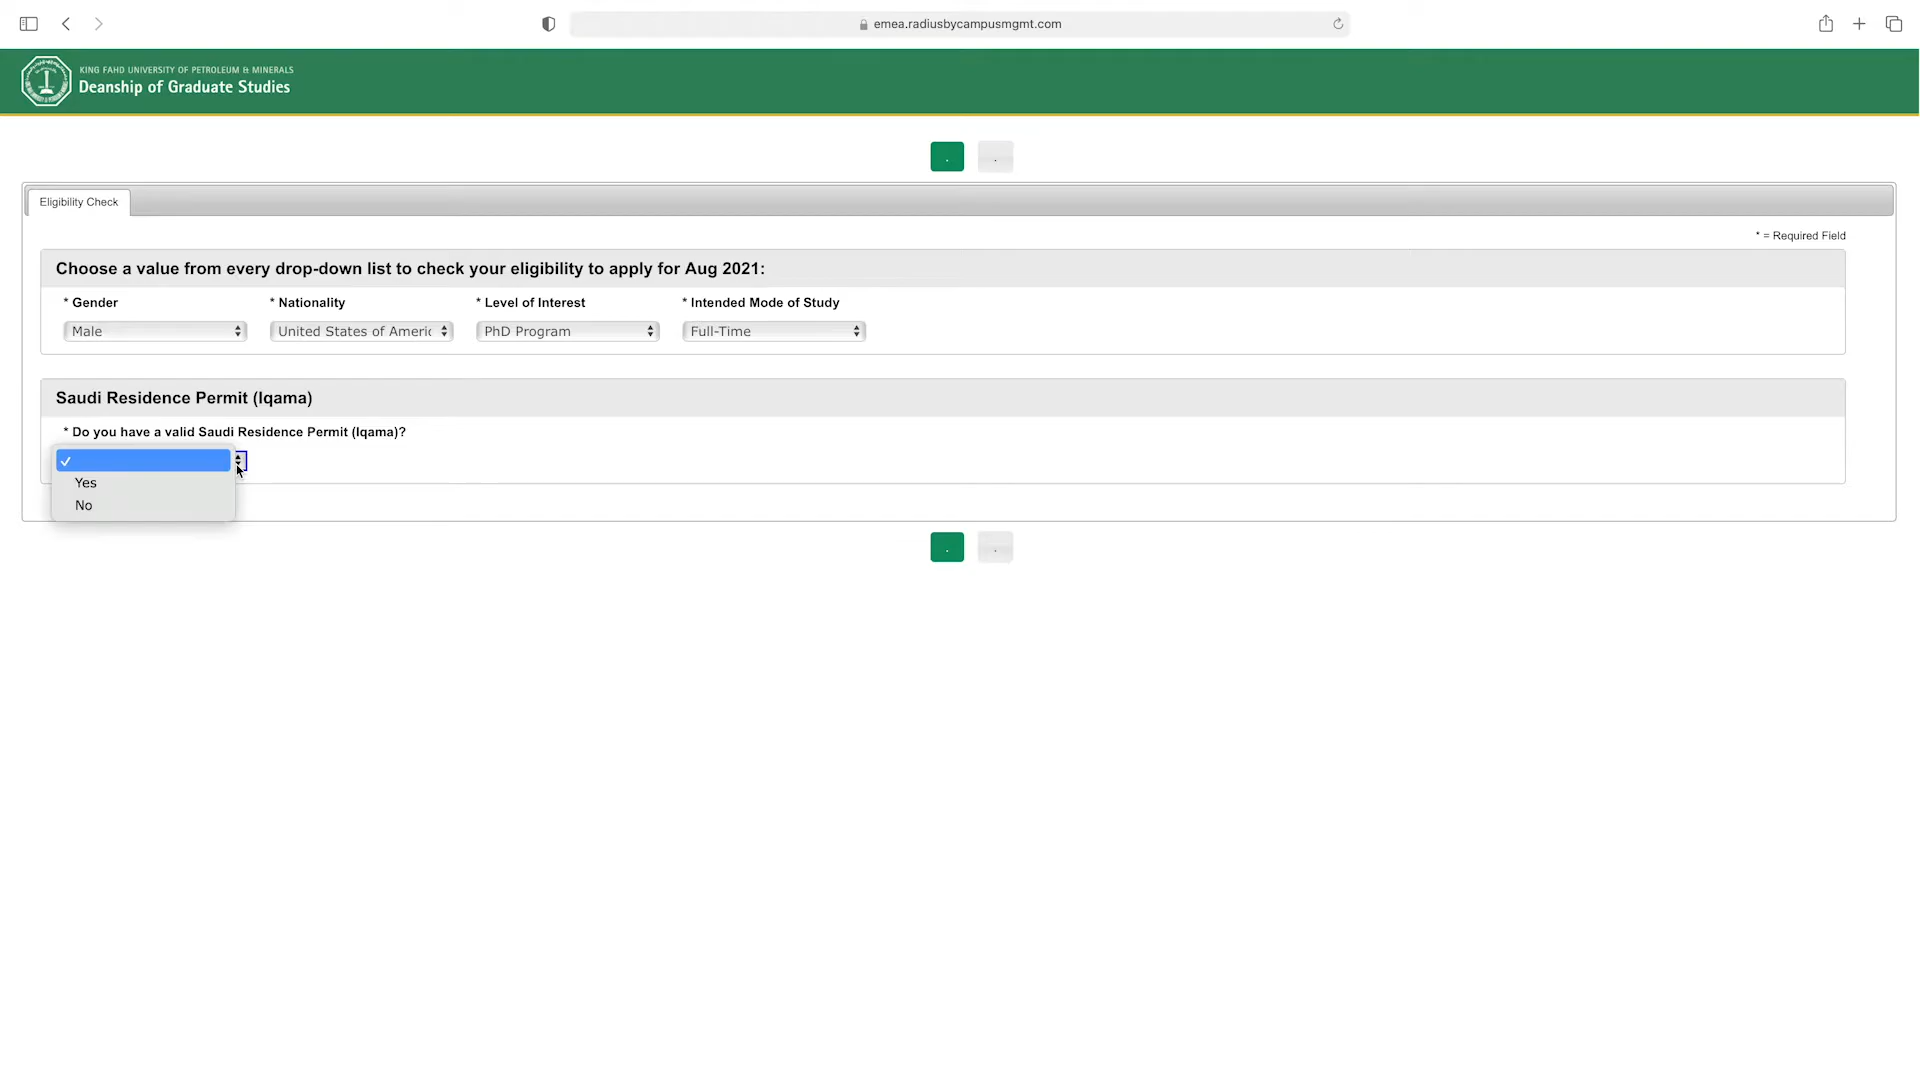 emea.radiusbycampusmgmt.com
KING FAHD UNIVERSITY OF PETROLEUM & MINERALS
Deanship of Graduate Studies
. .
Eligibility Check
* = Required Field
Choose a value from every drop-down list to check your eligibility to apply for Aug 2021:
* Gender * Nationality * Level of Interest * Intended Mode of Study
Male United States of Americ PhD Program Full-Time
Saudi Residence Permit (Iqama)
* Do you have a valid Saudi Residence Permit (Iqama)?
Yes
No
. .